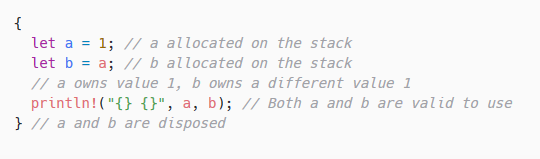 {
  let a = 1; // a allocated on the stack
  let b = a; // b allocated on the stack
  // a owns value 1, b owns a different value 1
  println!("{} {}", a, b); // Both a and b are valid to use
} // a and b are disposed